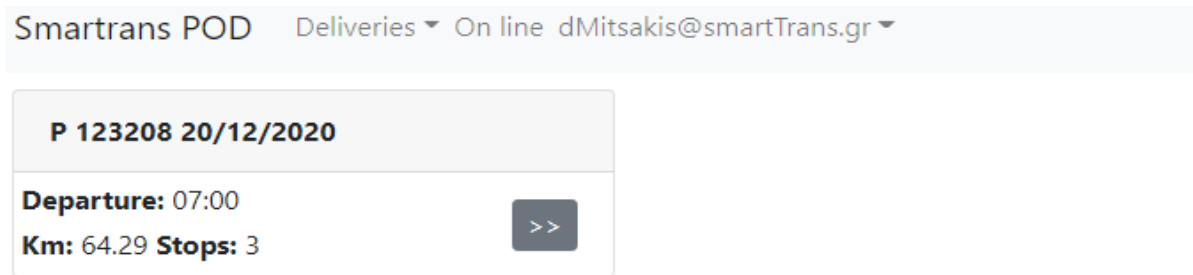 Smartrans POD Deliveries On line dMitsakis@smartTrans.gr
P 123208 20/12/2020
Departure: 07:00
>>
Km: 64.29 Stops: 3